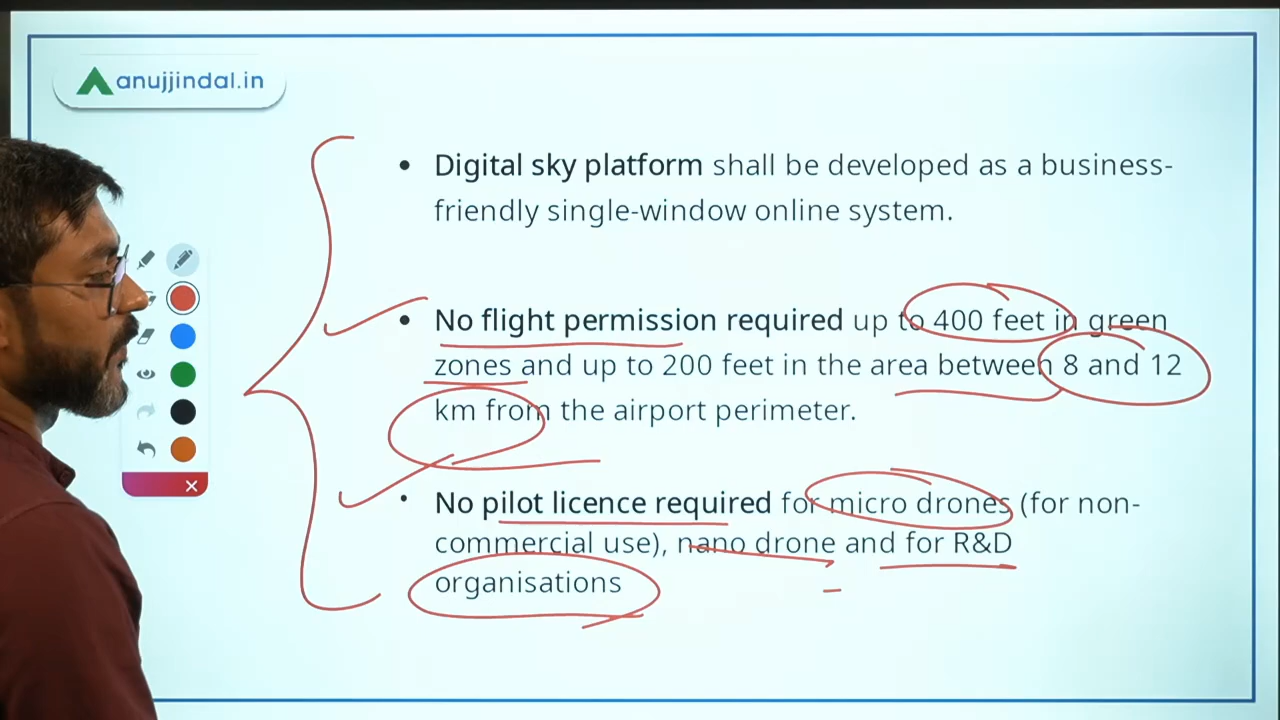 anujjindal.in
• Digital sky platform shall be developed as a business-
friendly single-window online system.
• No flight permission required up to 400 feet in green
zones and up to 200 feet in the area between 8 and 12
km from the airport perimeter.
• No pilot licence required for micro drones (for non-
commercial use), nano drone and for R&D
organisations